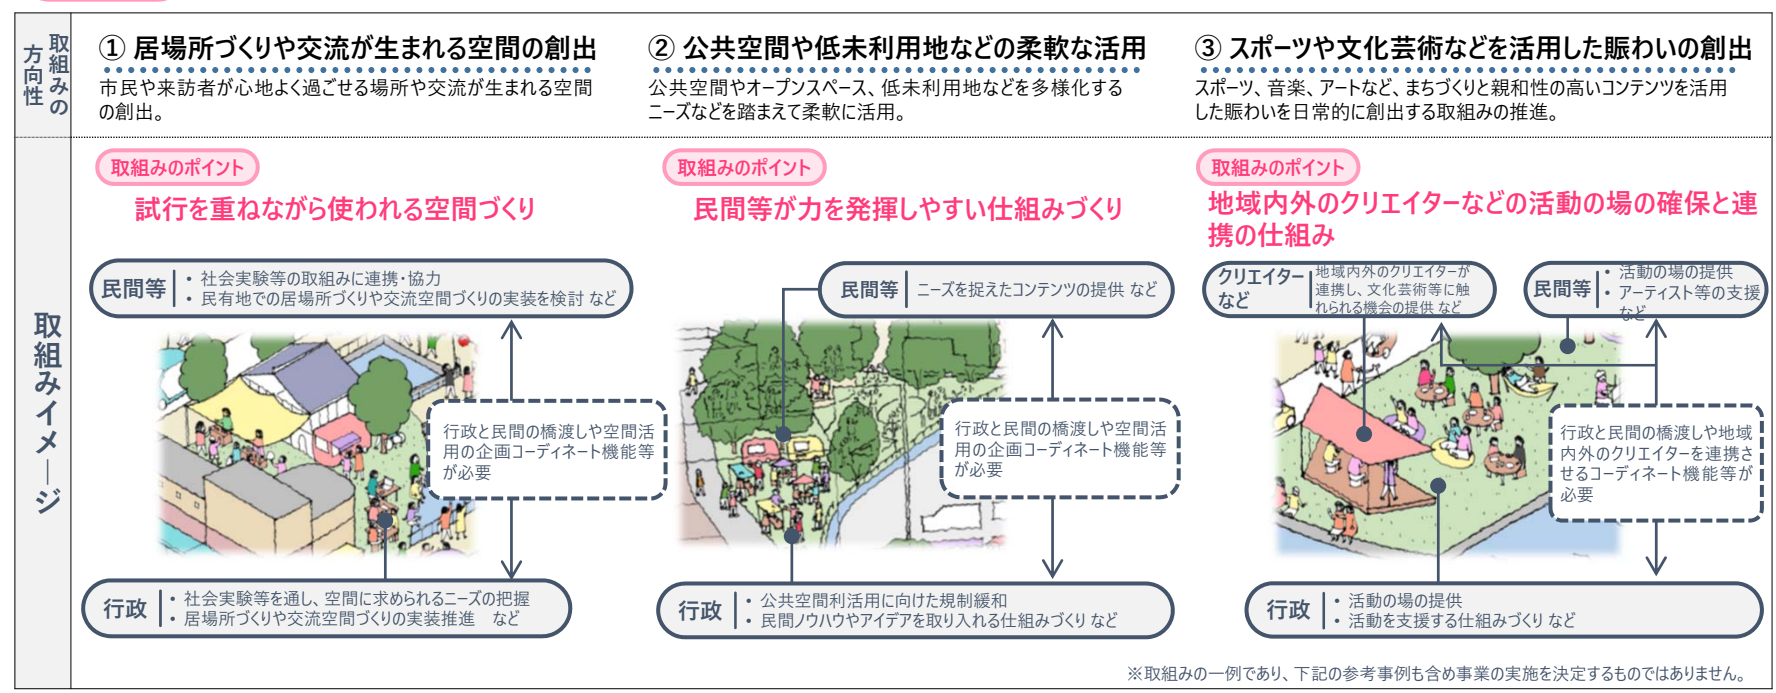 取組みの
方向性
① 居場所づくりや交流が生まれる空間の創出
市民や来訪者が心地よく過ごせる場所や交流が生まれる空間
の創出。
② 公共空間や低未利用地などの柔軟な活用
公共空間やオープンスペース、低未利用地などを多様化する
ニーズなどを踏まえて柔軟に活用。
③ スポーツや文化芸術などを活用した賑わいの創出
スポーツ、音楽、アートなど、まちづくりと親和性の高いコンテンツを活用
した賑わいを日常的に創出する取組みの推進。
取組みイメージ
取組みのポイント
試行を重ねながら使われる空間づくり
民間等
・ 社会実験等の取組みに連携・協力
・ 民有地での居場所づくりや交流空間づくりの実装を検討 など
行政と民間の橋渡しや空間活
用の企画コーディネート機能等
が必要
行政
・ 社会実験等を通し、空間に求められるニーズの把握
・ 居場所づくりや交流空間づくりの実装推進 など
取組みのポイント
民間等が力を発揮しやすい仕組みづくり
民間等
ニーズを捉えたコンテンツの提供 など
行政と民間の橋渡しや空間活
用の企画コーディネート機能等
が必要
行政
・ 公共空間利活用に向けた規制緩和
・ 民間ノウハウやアイデアを取り入れる仕組みづくり など
取組みのポイント
地域内外のクリエイターなどの活動の場の確保と連
携の仕組み
クリエイター
など
地域内外のクリエイターが
連携し、文化芸術等に触
れられる機会の提供 など
民間等
・ 活動の場の提供
・ アーティスト等の支援
など
行政と民間の橋渡しや地域
内外のクリエイターを連携さ
せるコーディネート機能等が
必要
行政
・ 活動の場の提供
・ 活動を支援する仕組みづくり など
※取組みの一例であり、下記の参考事例も含め事業の実施を決定するものではありません。